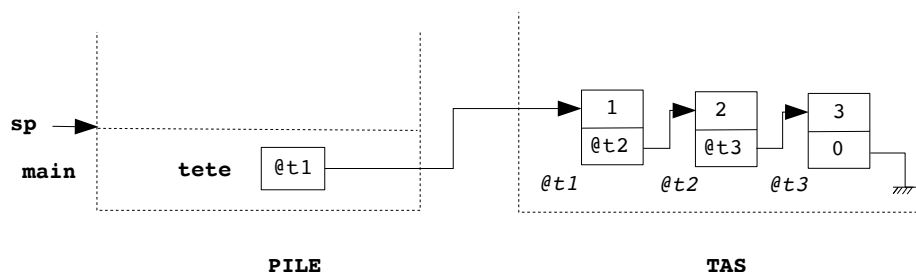 1 2 3
sp
@t2 @t3 0
main tete @t1
@t1 @t2 @t3
PILE TAS